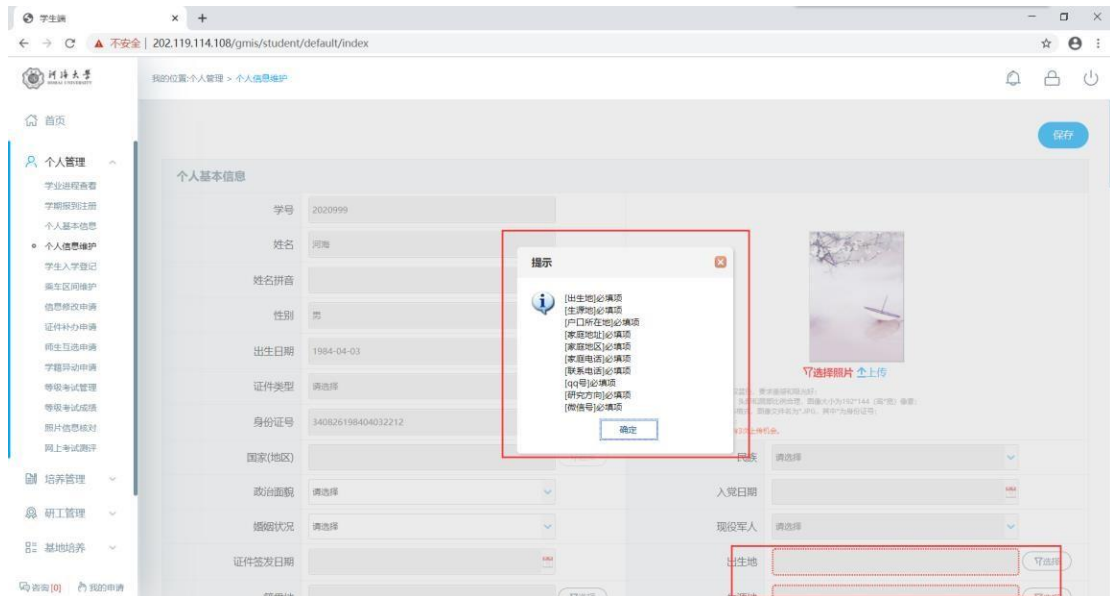 学生端
不安全 | 202.119.114.108/gmis/student/default/index
河海大学
我的位置:个人管理 > 个人信息维护
首页
保存
个人管理
个人基本信息
学业进程查看
学期报到注册
个人基本信息
个人信息维护
学生入学登记
乘车区间维护
信息修改申请
证件补办申请
师生互选申请
学籍异动申请
等级考试管理
等级考试成绩
照片信息核对
网上考试测评
培养管理
研工管理
基地培养
咨询[0] 我的申请
学号 2020999
姓名 河海
姓名拼音
性别 男
出生日期 1984-04-03
证件类型 请选择
身份证号 340826198404032212
国家(地区)
政治面貌 请选择
婚姻状况 请选择
证件签发日期
提示
[出生地]必填项
[生源地]必填项
[户口所在地]必填项
[家庭地址]必填项
[家庭地区]必填项
[家庭电话]必填项
[联系电话]必填项
[qq号]必填项
[研究方向]必填项
[微信号]必填项
确定
选择照片 上传
民族 请选择
入党日期
现役军人 请选择
出生地 选择